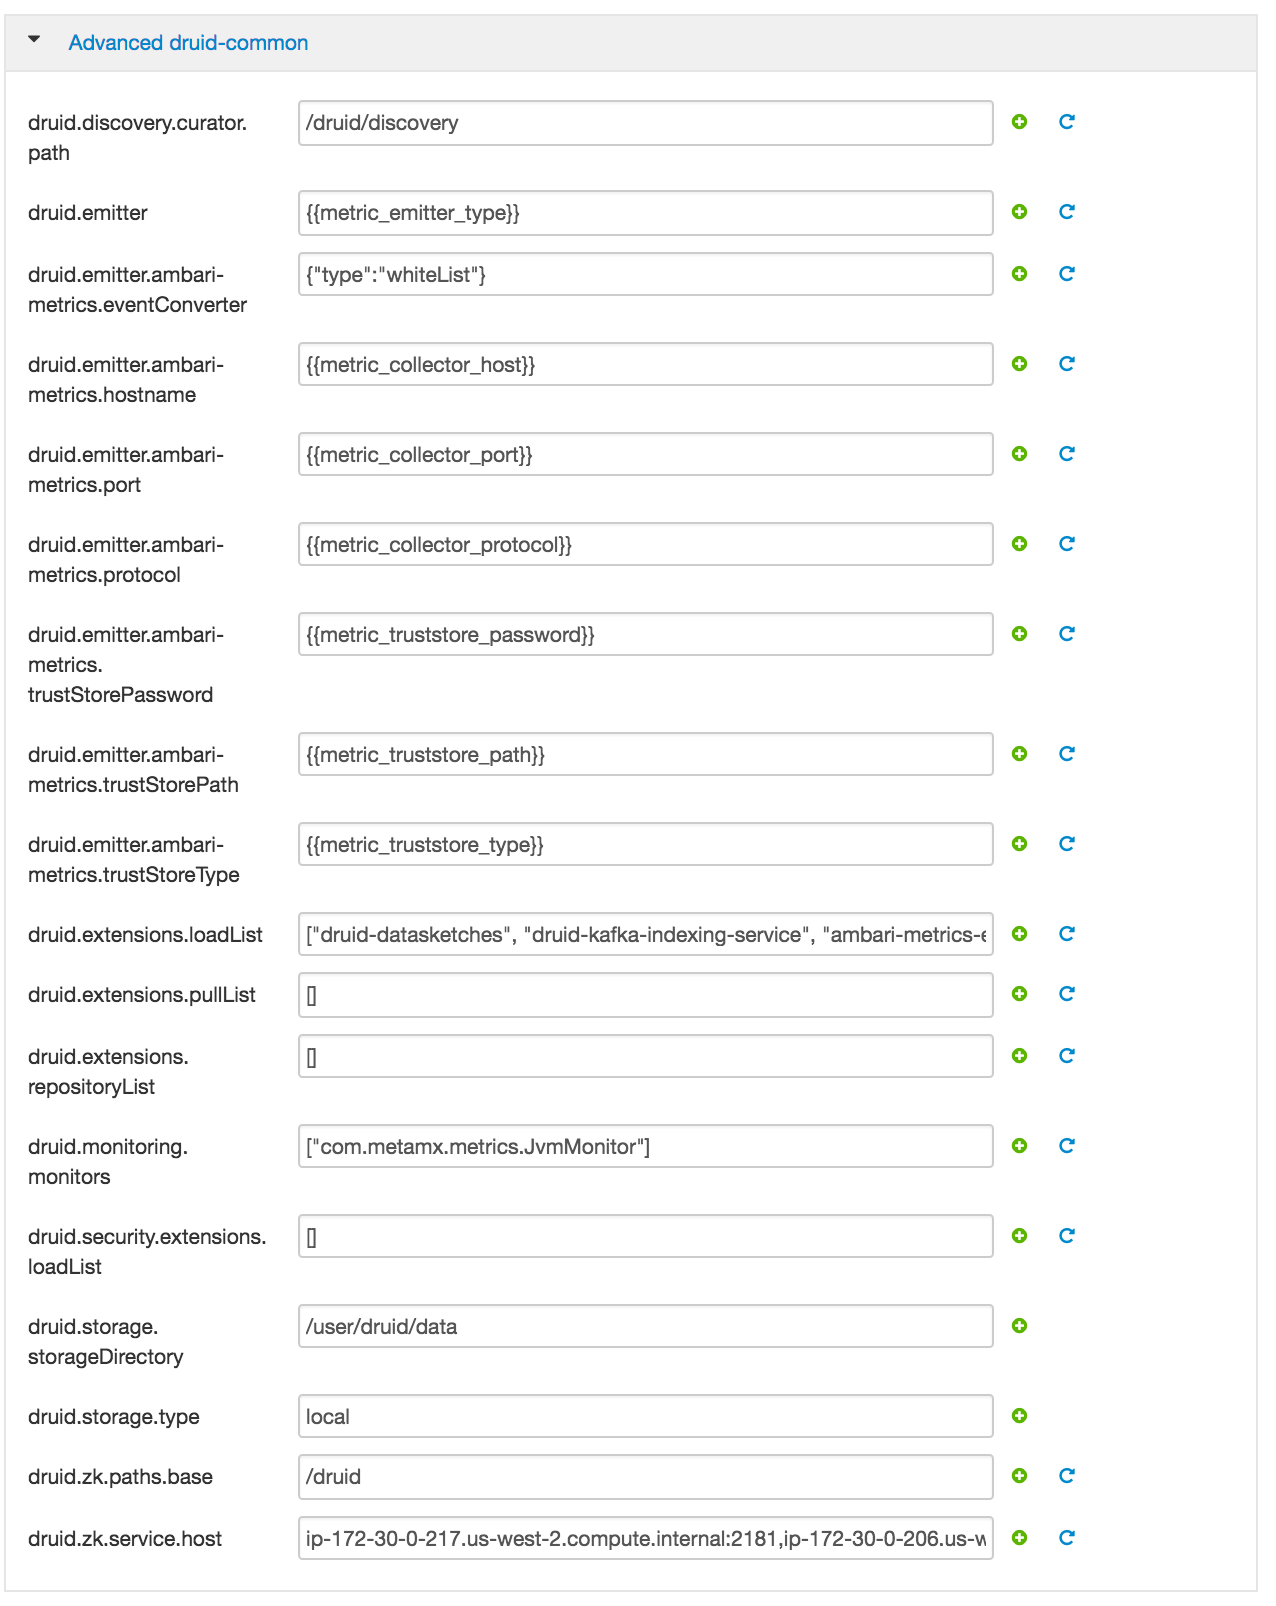 Advanced druid-common
druid.discovery.curator.
path
/druid/discovery
druid.emitter
{{metric_emitter_type}}
druid.emitter.ambari-
metrics.eventConverter
{"type":"whiteList"}
druid.emitter.ambari-
metrics.hostname
{{metric_collector_host}}
druid.emitter.ambari-
metrics.port
{{metric_collector_port}}
druid.emitter.ambari-
metrics.protocol
{{metric_collector_protocol}}
druid.emitter.ambari-
metrics.
trustStorePassword
{{metric_truststore_password}}
druid.emitter.ambari-
metrics.trustStorePath
{{metric_truststore_path}}
druid.emitter.ambari-
metrics.trustStoreType
{{metric_truststore_type}}
druid.extensions.loadList
["druid-datasketches", "druid-kafka-indexing-service", "ambari-metrics-e
druid.extensions.pullList
[]
druid.extensions.
repositoryList
[]
druid.monitoring.
monitors
["com.metamx.metrics.JvmMonitor"]
druid.security.extensions.
loadList
[]
druid.storage.
storageDirectory
/user/druid/data
druid.storage.type
local
druid.zk.paths.base
/druid
druid.zk.service.host
ip-172-30-0-217.us-west-2.compute.internal:2181,ip-172-30-0-206.us-w